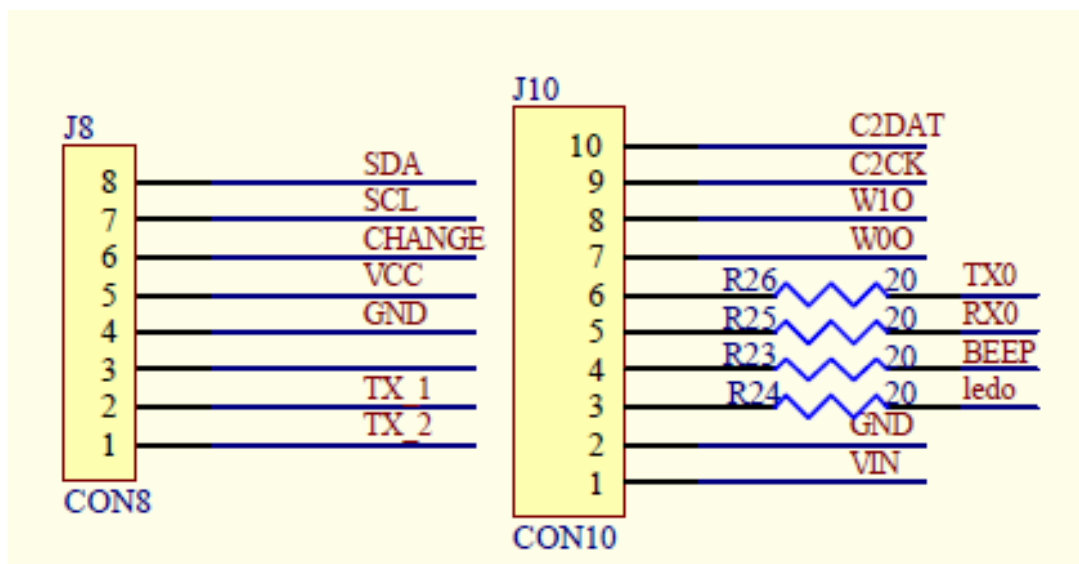 J8
8 SDA
7 SCL
6 CHANGE
5 VCC
4 GND
3
2 TX_1
1 TX_2
CON8
J10
10 C2DAT
9 C2CK
8 W1O
7 W0O
6 R26 20 TX0
5 R25 20 RX0
4 R23 20 BEEP
3 R24 20 ledo
2 GND
1 VIN
CON10